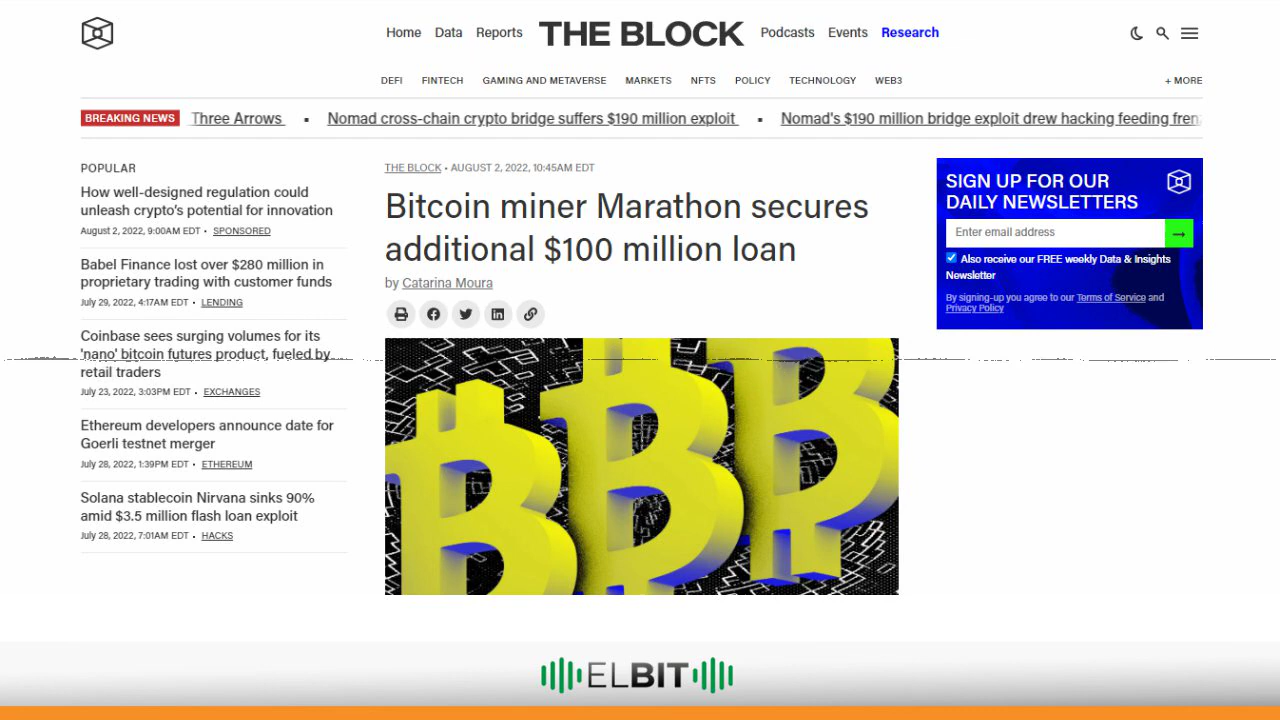 Home Data Reports THE BLOCK Podcasts Events Research
DEFI FINTECH GAMING AND METAVERSE MARKETS NFTS POLICY TECHNOLOGY WEB3 + MORE
BREAKING NEWS Three Arrows ▪ Nomad cross-chain crypto bridge suffers $190 million exploit ▪ Nomad's $190 million bridge exploit drew hacking feeding
POPULAR
How well-designed regulation could
unleash crypto's potential for innovation
August 2, 2022, 9:00AM EDT • SPONSORED
Babel Finance lost over $280 million in
proprietary trading with customer funds
July 29, 2022, 4:17AM EDT • LENDING
Coinbase sees surging volumes for its
'nano' bitcoin futures product, fueled by
retail traders
July 23, 2022, 3:03PM EDT • EXCHANGES
Ethereum developers announce date for
Goerli testnet merger
July 28, 2022, 1:39PM EDT • ETHEREUM
Solana stablecoin Nirvana sinks 90%
amid $3.5 million flash loan exploit
July 28, 2022, 7:01AM EDT • HACKS
THE BLOCK • AUGUST 2, 2022, 10:45AM EDT
Bitcoin miner Marathon secures
additional $100 million loan
by Catarina Moura
SIGN UP FOR OUR
DAILY NEWSLETTERS
Enter email address →
Also receive our FREE weekly Data & Insights
Newsletter
By signing-up you agree to our Terms of Service and
Privacy Policy
ELBIT